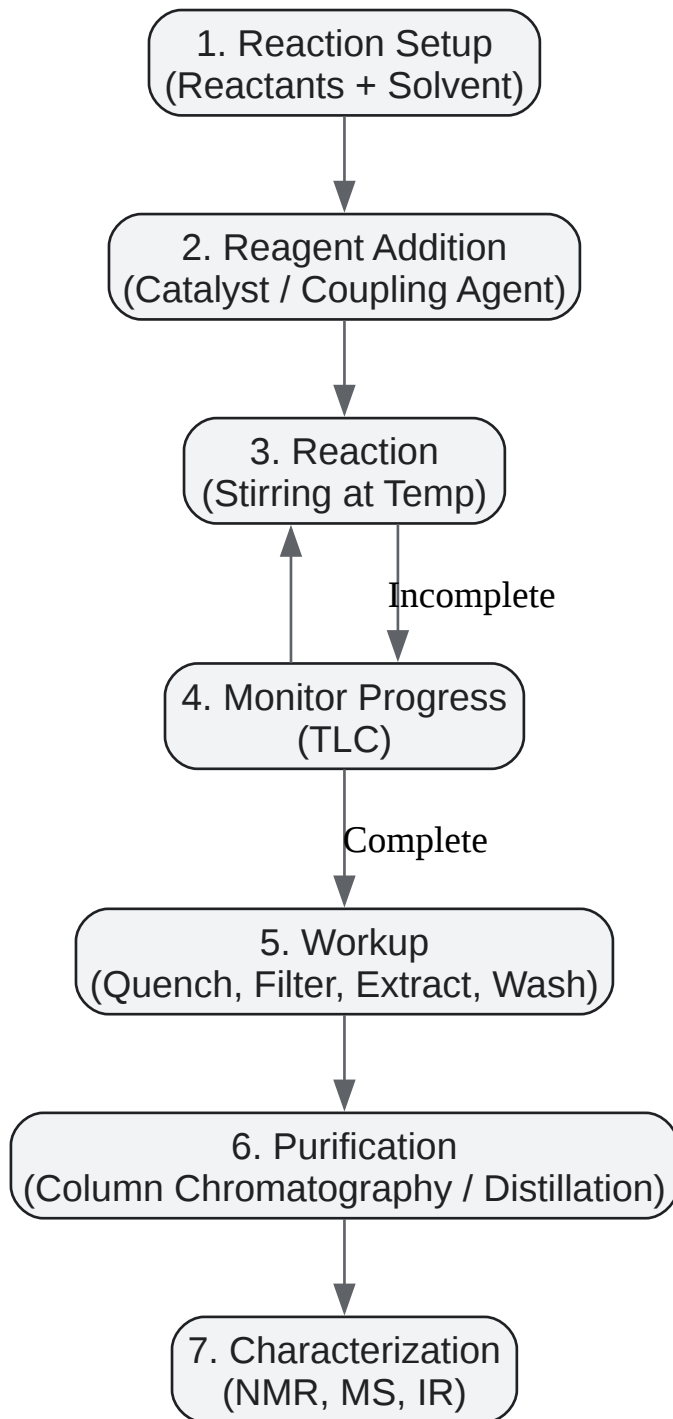 1. Reaction Setup
(Reactants + Solvent)
2. Reagent Addition
(Catalyst / Coupling Agent)
3. Reaction
(Stirring at Temp)
Incomplete
4. Monitor Progress
(TLC)
Complete
5. Workup
(Quench, Filter, Extract, Wash)
6. Purification
(Column Chromatography / Distillation)
7. Characterization
(NMR, MS, IR)